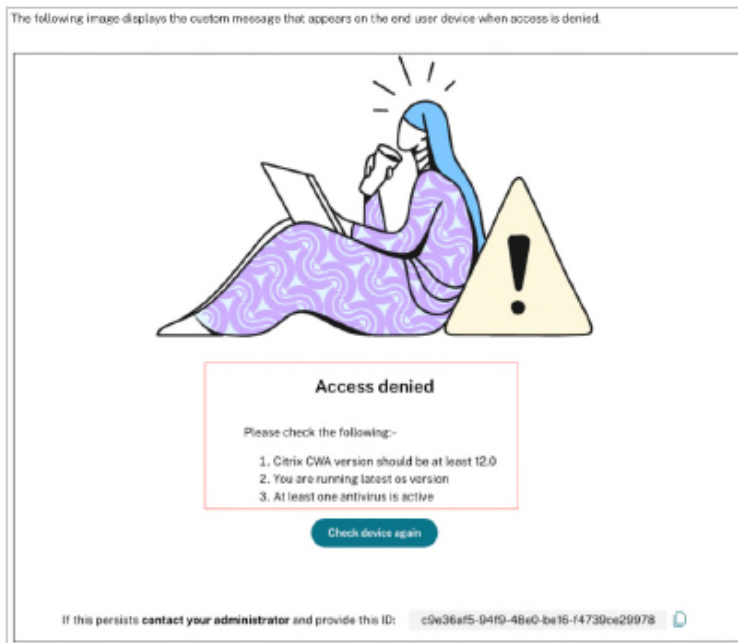 The following image displays the custom message that appears on the end user device when access is denied.
Access denied
Please check the following:-
1. Citrix CWA version should be at least 12.0
2. You are running latest os version
3. At least one antivirus is active
Check device again
If this persists contact your administrator and provide this ID: c9e36af5-94f9-48e0-be16-f4739ce29978